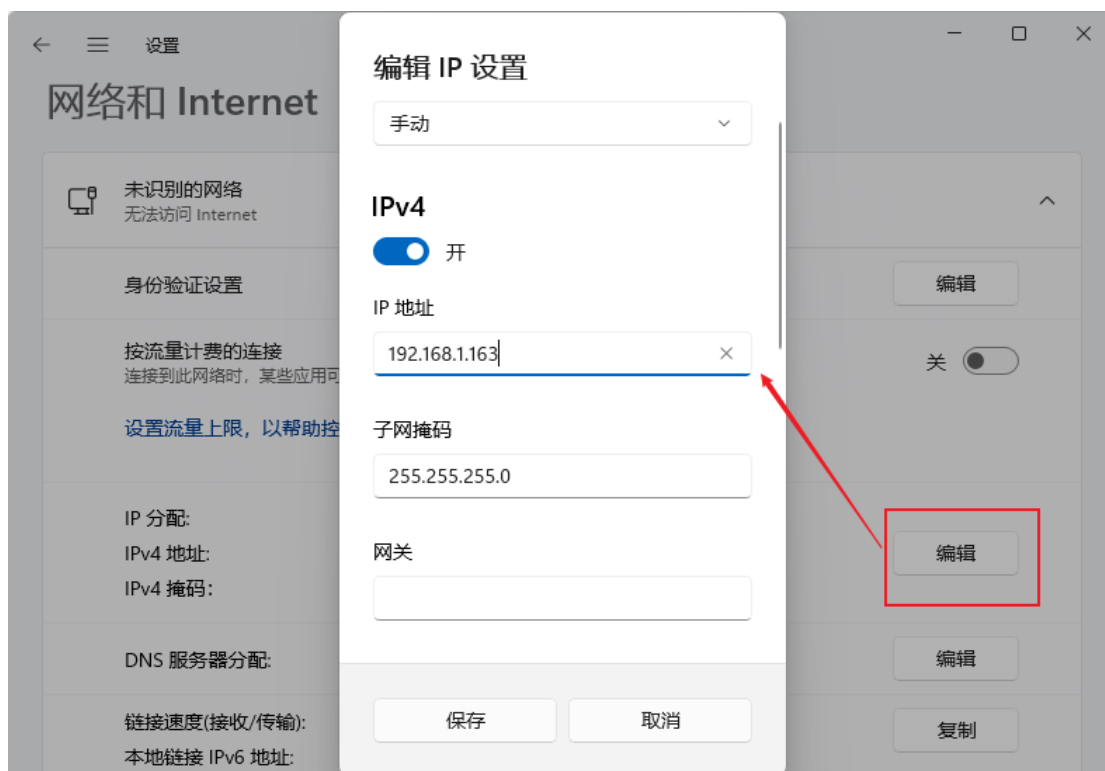 设置
网络和 Internet
未识别的网络
无法访问 Internet
身份验证设置
编辑
按流量计费的连接
连接到此网络时，某些应用可
关
设置流量上限，以帮助控
IP 分配:
IPv4 地址:
IPv4 掩码:
编辑
DNS 服务器分配:
编辑
链接速度(接收/传输):
本地链接 IPv6 地址:
复制
编辑 IP 设置
手动
IPv4
开
IP 地址
192.168.1.163
子网掩码
255.255.255.0
网关
保存
取消